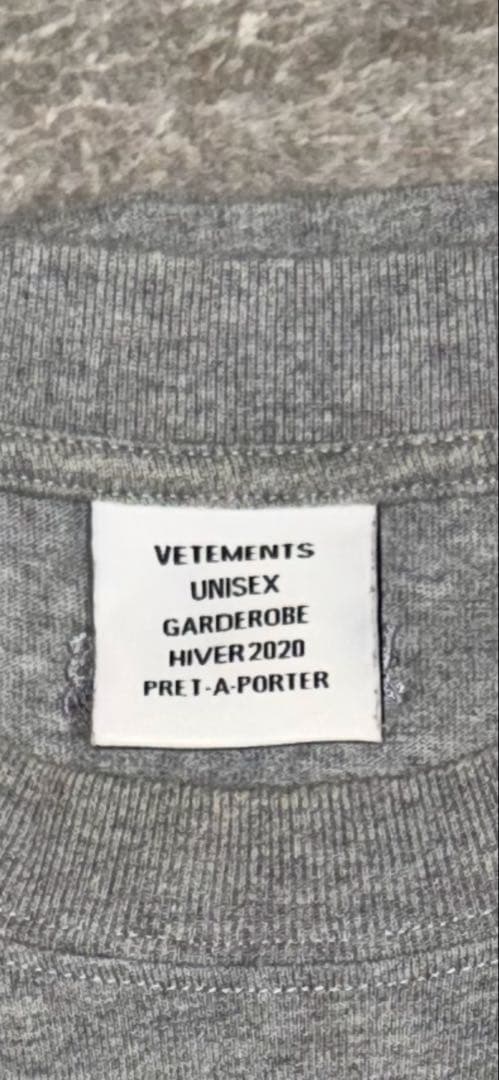 VETEMENTS
UNISEX
GARDEROBE
HIVER 2020
PRET-A-PORTER